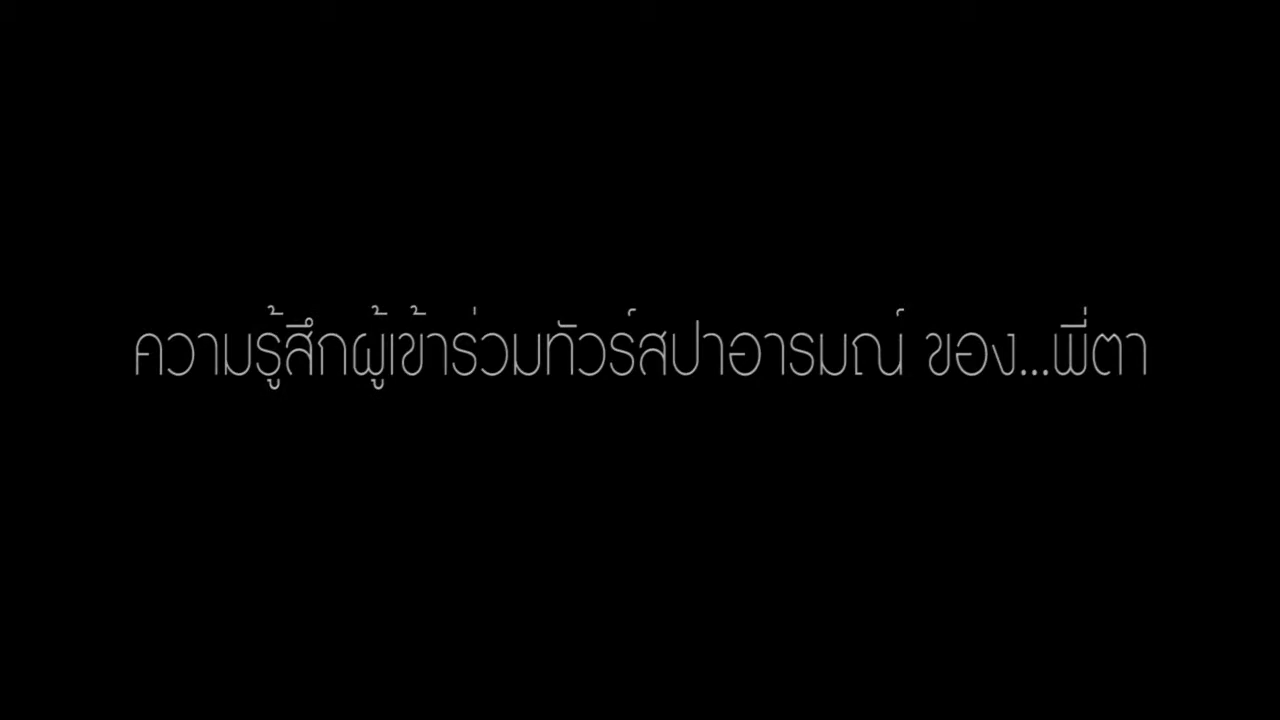 ความรู้สึกผู้เข้าร่วมทัวร์สปาอารมณ์ ของ...พี่ตา